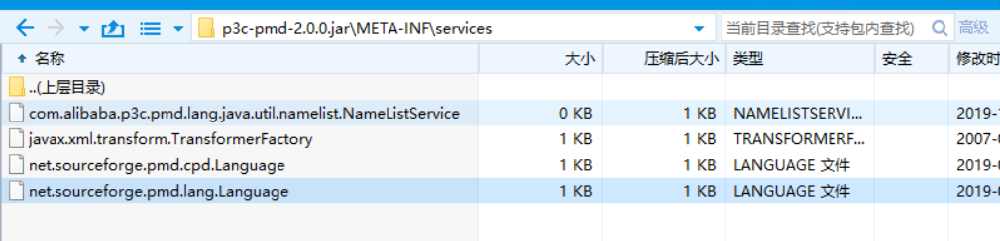 p3c-pmd-2.0.0.jar\META-INF\services 当前目录查找(支持包内查找) 高级
名称 大小 压缩后大小 类型 安全 修改时
..(上层目录)
com.alibaba.p3c.pmd.lang.java.util.namelist.NameListService 0 KB 1 KB NAMELISTSERVI... 2019-
javax.xml.transform.TransformerFactory 1 KB 1 KB TRANSFORMERF... 2007-0
net.sourceforge.pmd.cpd.Language 1 KB 1 KB LANGUAGE 文件 2019-0
net.sourceforge.pmd.lang.Language 1 KB 1 KB LANGUAGE 文件 2019-0